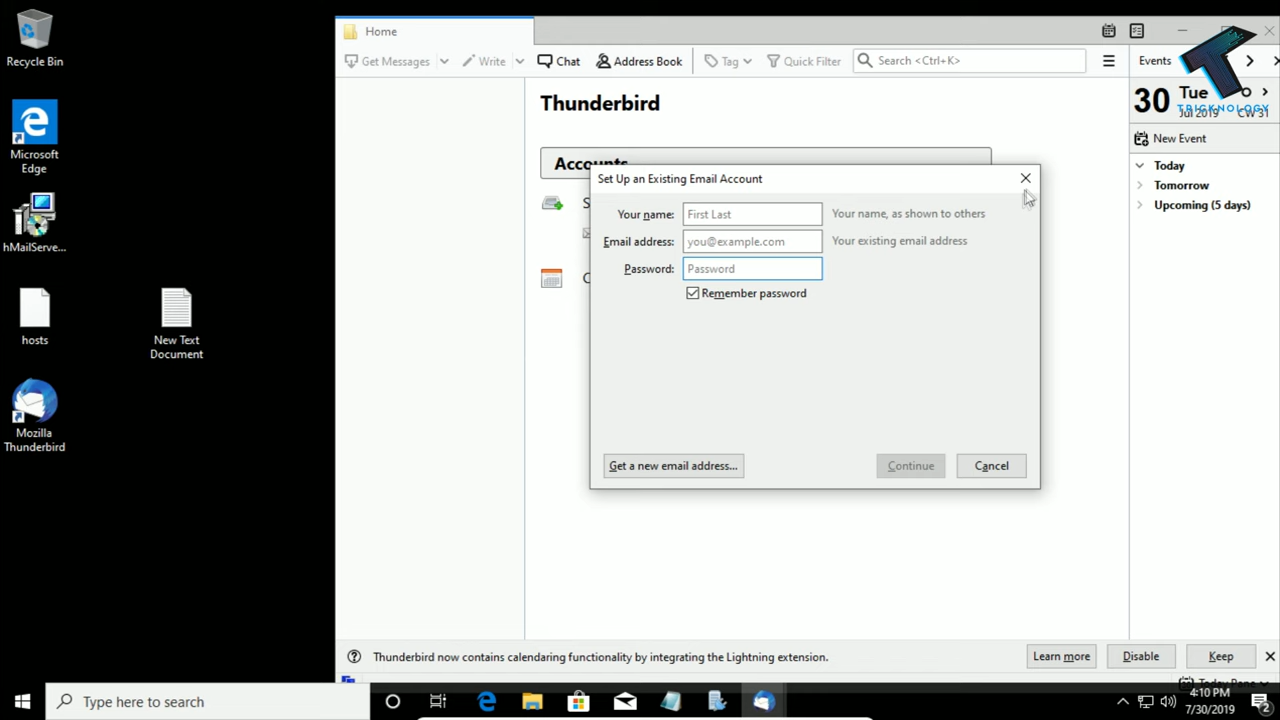 Recycle Bin
Microsoft
Edge
hMailServe...
hosts
New Text
Document
Mozilla
Thunderbird
Home
Get Messages
Write
Chat
Address Book
Tag
Quick Filter
Search <Ctrl+K>
Events
TRICKNOLOGY
30
Tue
Jul 2019
CW 31
New Event
Today
Tomorrow
Upcoming (5 days)
Thunderbird
Accounts
S
C
Set Up an Existing Email Account
Your name: First Last Your name, as shown to others
Email address: you@example.com Your existing email address
Password: Password
Remember password
Get a new email address...
Continue
Cancel
Thunderbird now contains calendaring functionality by integrating the Lightning extension.
Learn more
Disable
Keep
Today Pane
Type here to search
4:10 PM
7/30/2019
2